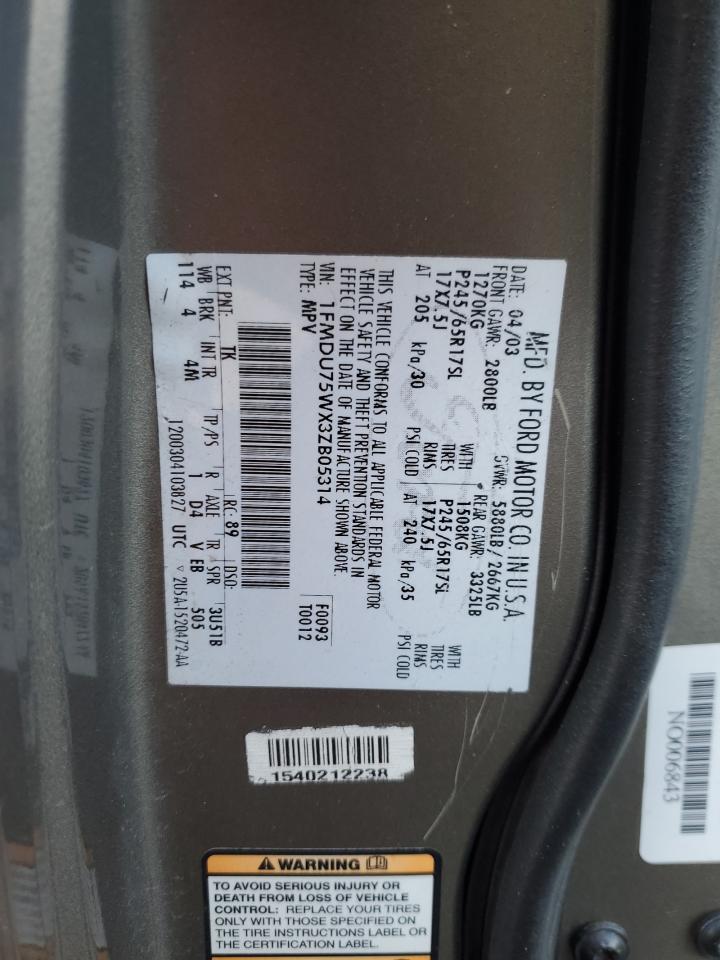 MFD. BY FORD MOTOR CO. IN U.S.A.
DATE: 04/03 GVWR: 5880LB/2667KG
FRONT GAWR: 2800LB REAR GAWR: 3325LB
1270KG WITH 1508KG WITH
P245/65R17SL TIRES P245/65R17SL TIRES
17X7.5J RIMS 17X7.5J RIMS
AT 205 kPa/30 PSI COLD AT 240 kPa/35 PSI COLD
THIS VEHICLE CONFORMS TO ALL APPLICABLE FEDERAL MOTOR
VEHICLE SAFETY AND THEFT PREVENTION STANDARDS IN
EFFECT ON THE DATE OF MANUFACTURE SHOWN ABOVE.
VIN: 1FMDU75WX3ZB05314 F0093
TYPE: MPV T0012
EXT PNT: TK RC: 89 DSO:
WB BRK INT TR TP/PS R AXLE TR SPR 3U51B
114 4 4M 1 D4 V EB 505
1200304103827 UTC 2U5A-1520472-AA
1540212238
NO006843
WARNING
TO AVOID SERIOUS INJURY OR
DEATH FROM LOSS OF VEHICLE
CONTROL: REPLACE YOUR TIRES
ONLY WITH THOSE SPECIFIED ON
THE TIRE INSTRUCTIONS LABEL OR
THE CERTIFICATION LABEL.